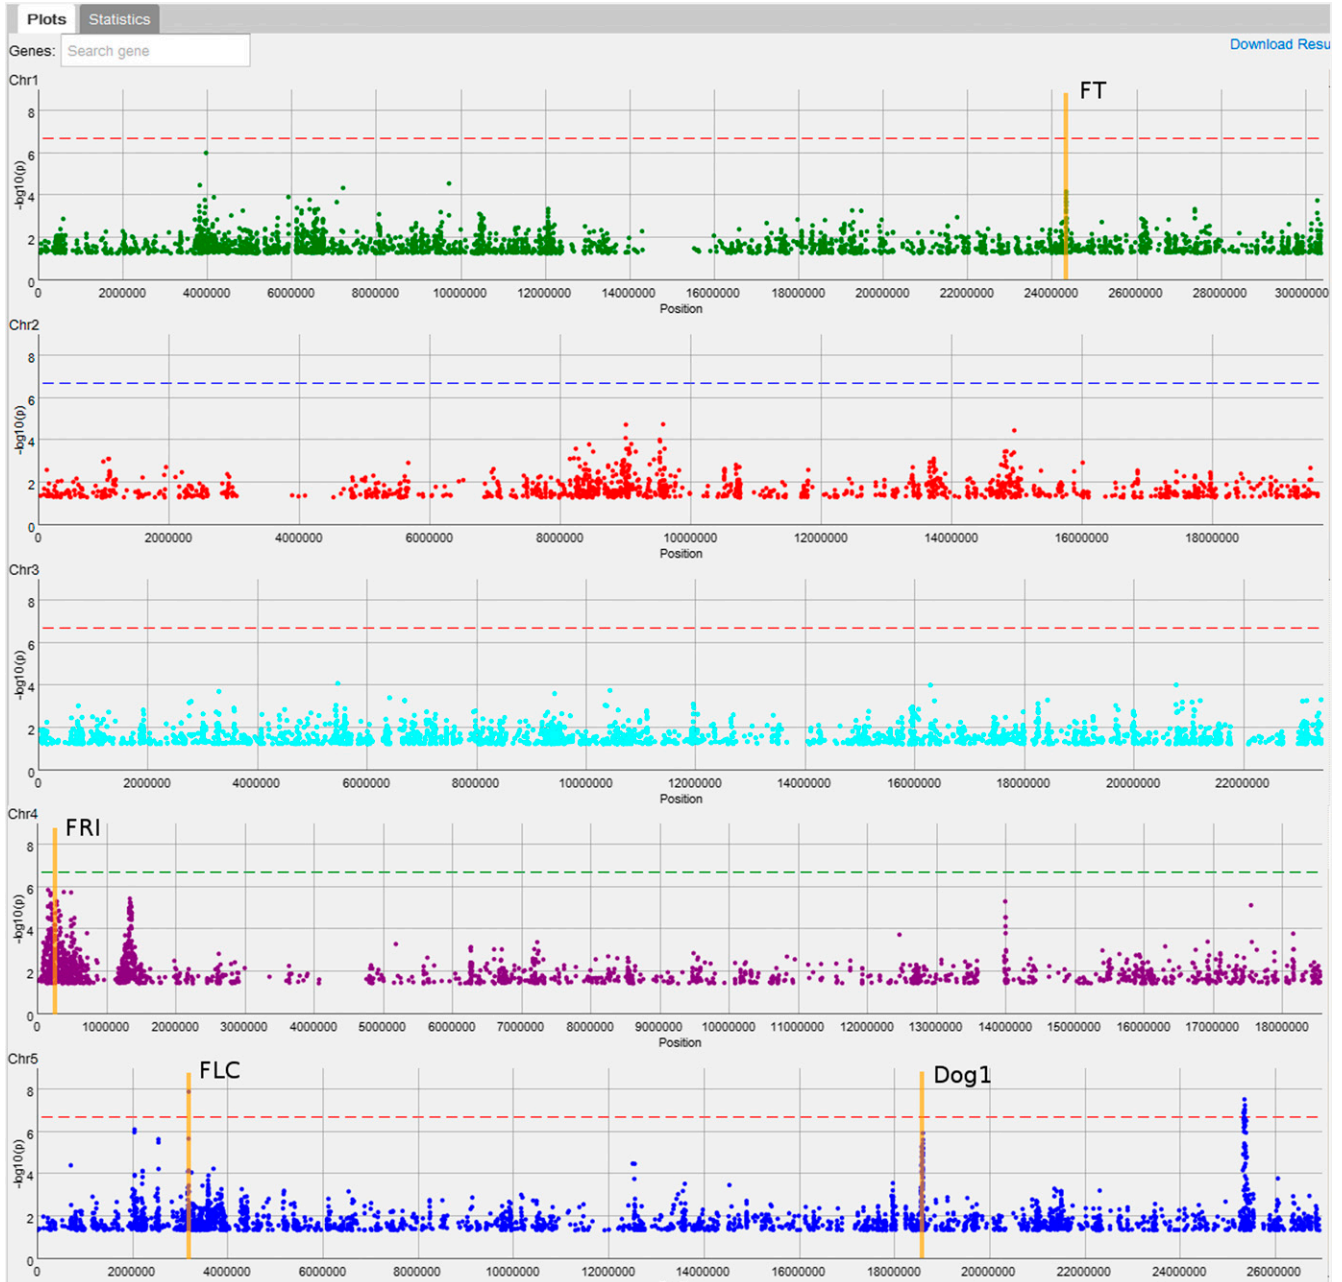 Plots Statistics
Genes: Search gene Download Resu
Chr1
FT
8
6
4
2
0
-log10(p)
0 2000000 4000000 6000000 8000000 10000000 12000000 14000000 16000000 18000000 20000000 22000000 24000000 26000000 28000000 30000000
Position
Chr2
8
6
4
2
0
-log10(p)
0 2000000 4000000 6000000 8000000 10000000 12000000 14000000 16000000 18000000
Position
Chr3
8
6
4
2
0
-log10(p)
0 2000000 4000000 6000000 8000000 10000000 12000000 14000000 16000000 18000000 20000000 22000000
Position
Chr4
FRI
8
6
4
2
0
-log10(p)
0 1000000 2000000 3000000 4000000 5000000 6000000 7000000 8000000 9000000 10000000 11000000 12000000 13000000 14000000 15000000 16000000 17000000 18000000
Position
Chr5
FLC Dog1
8
6
4
2
0
-log10(p)
0 2000000 4000000 6000000 8000000 10000000 12000000 14000000 16000000 18000000 20000000 22000000 24000000 26000000